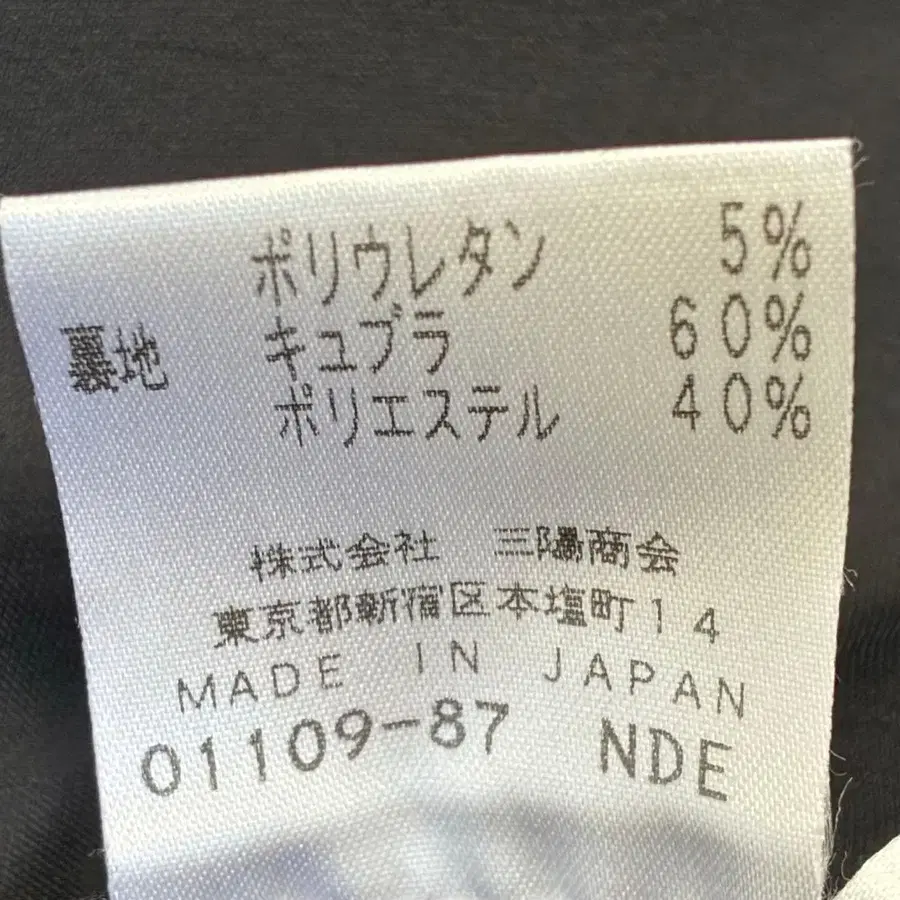 ポリウレタン 5%
裏地 キュプラ 60%
ポリエステル 40%
株式会社 三陽商会
東京都新宿区本塩町14
MADE IN JAPAN
01109-87 NDE